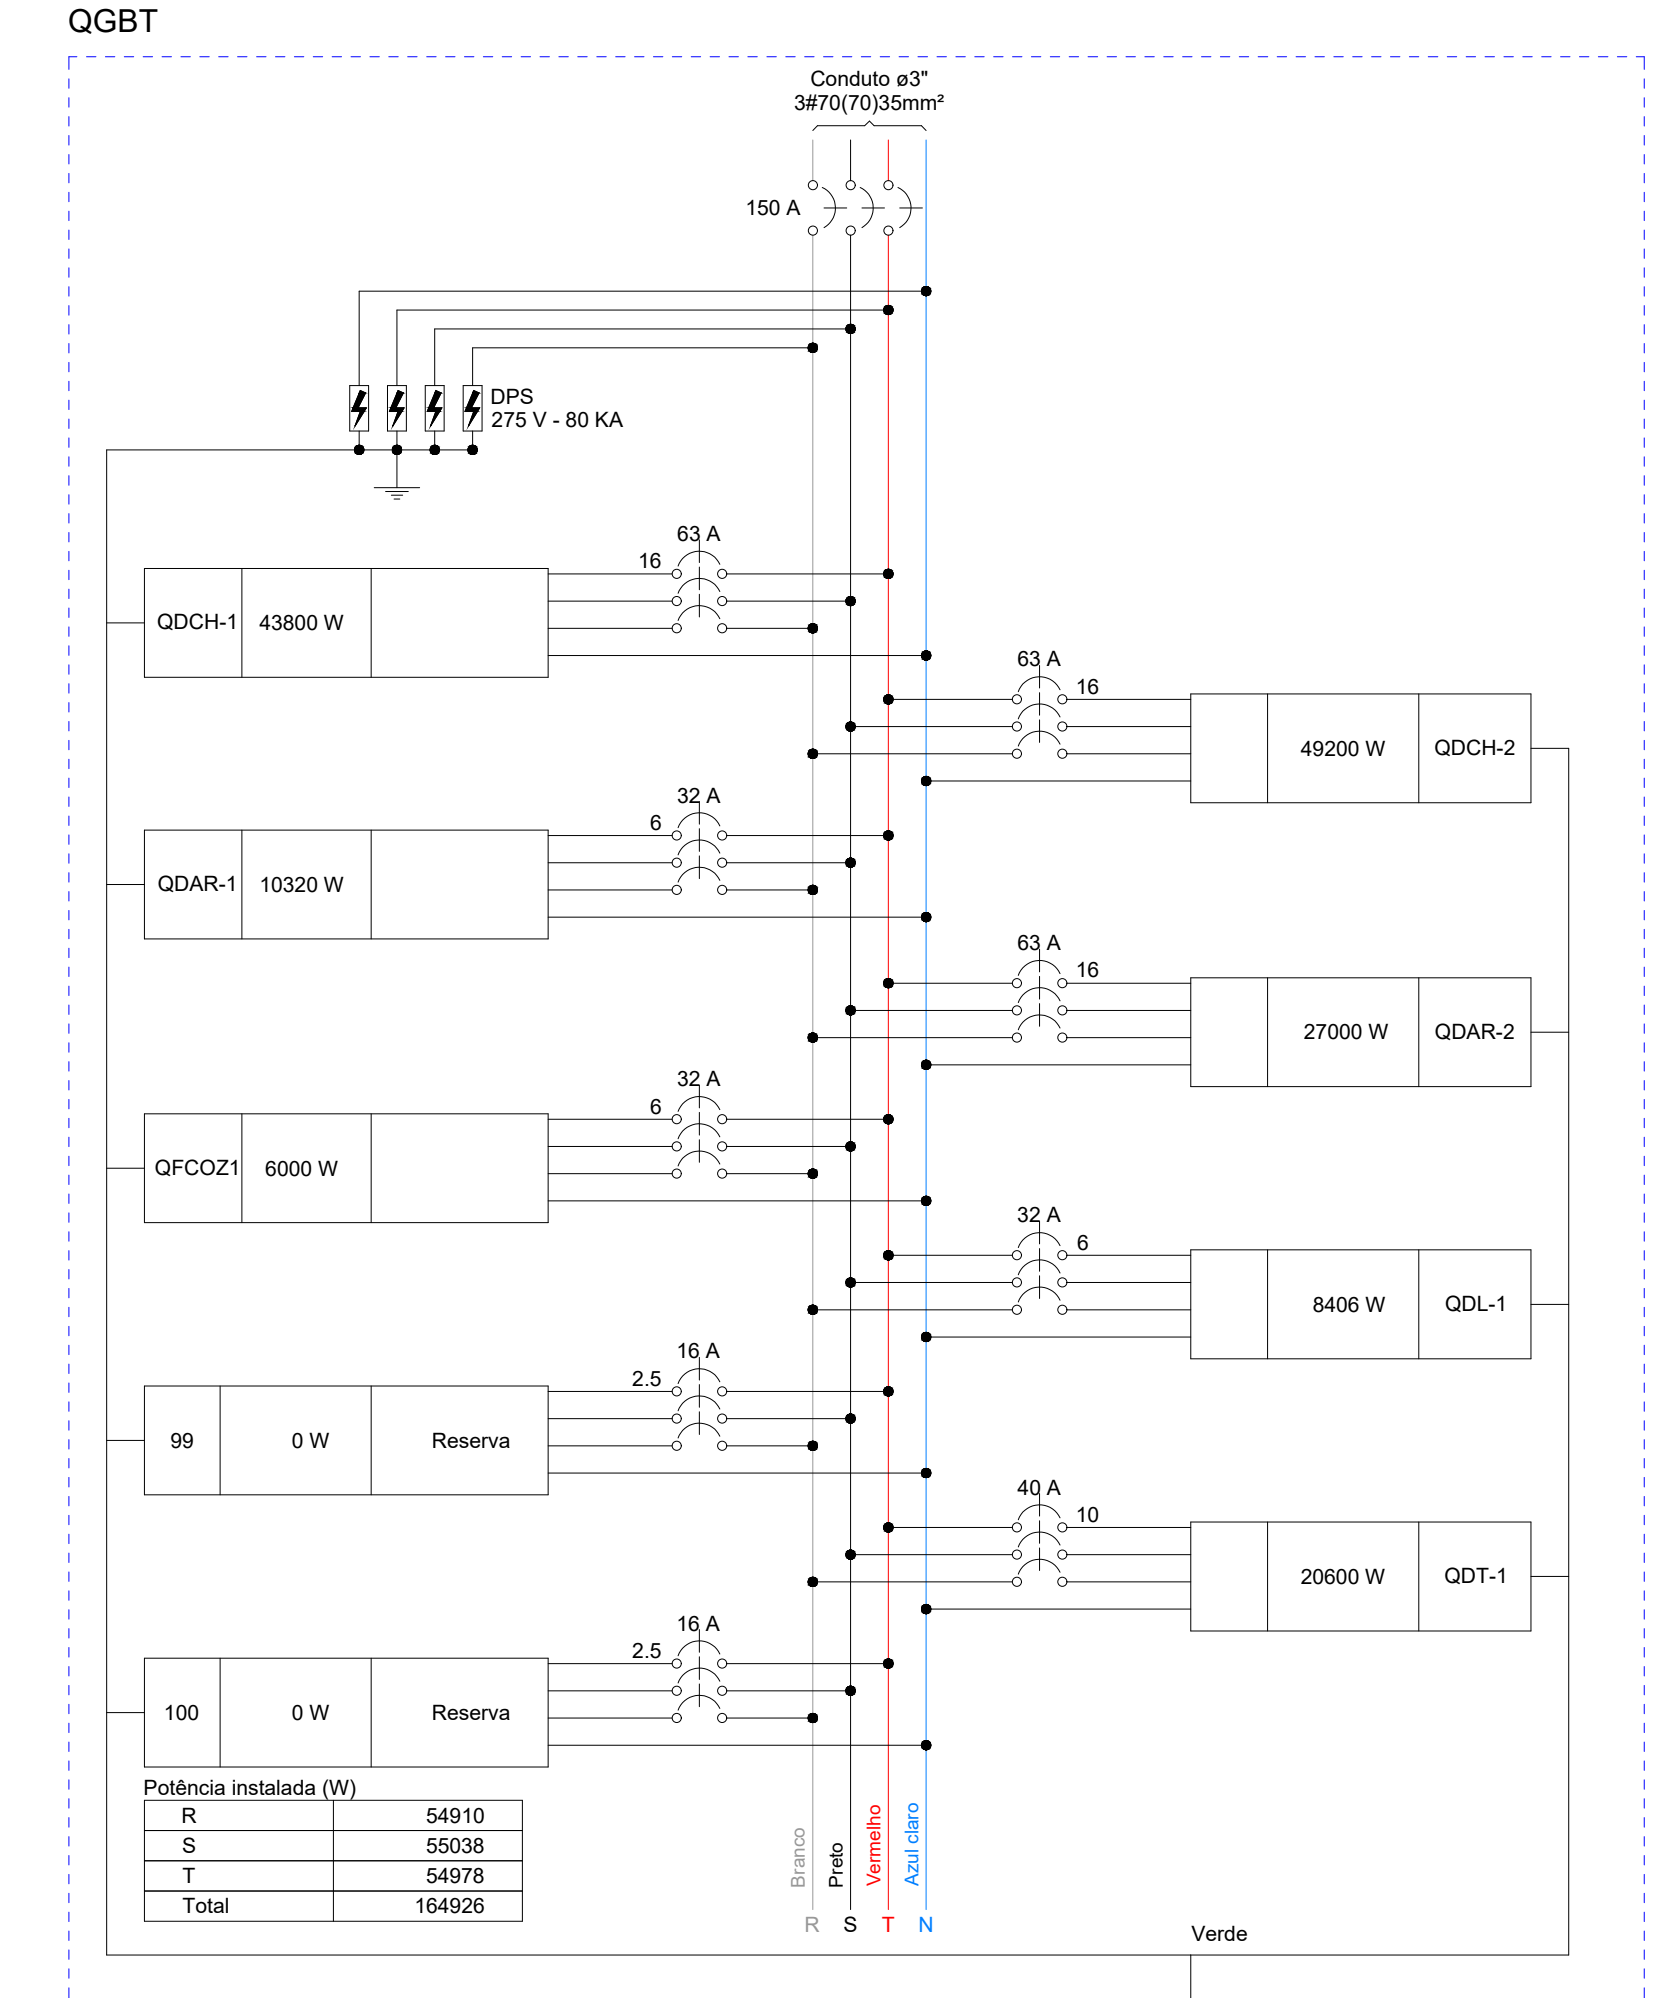 QGBT
Conduto ø3"
3#70(70)35mm²
150 A
DPS
275 V - 80 KA
63 A
16
QDCH-1 43800 W
63 A
16
49200 W QDCH-2
32 A
6
QDAR-1 10320 W
63 A
16
27000 W QDAR-2
32 A
6
QFCOZ1 6000 W
32 A
6
8406 W QDL-1
16 A
2.5
99 0 W Reserva
40 A
10
20600 W QDT-1
16 A
2.5
100 0 W Reserva
Potência instalada (W)
R 54910
S 55038
T 54978
Total 164926
Branco
Preto
Vermelho
Azul claro
R S T N
Verde